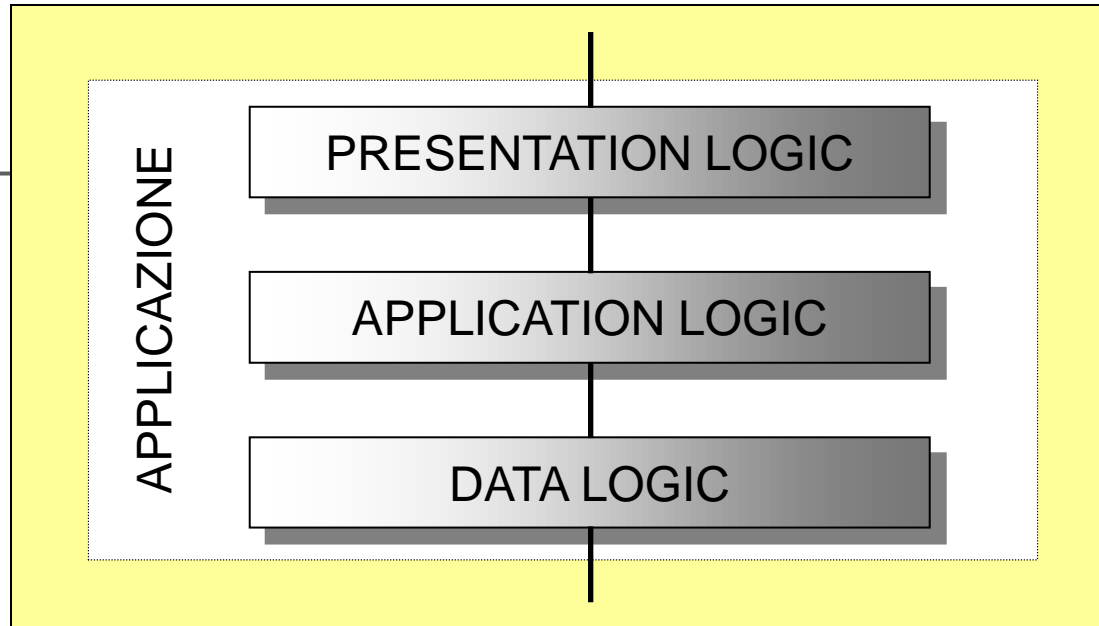 APPLICAZIONE
PRESENTATION LOGIC
APPLICATION LOGIC
DATA LOGIC